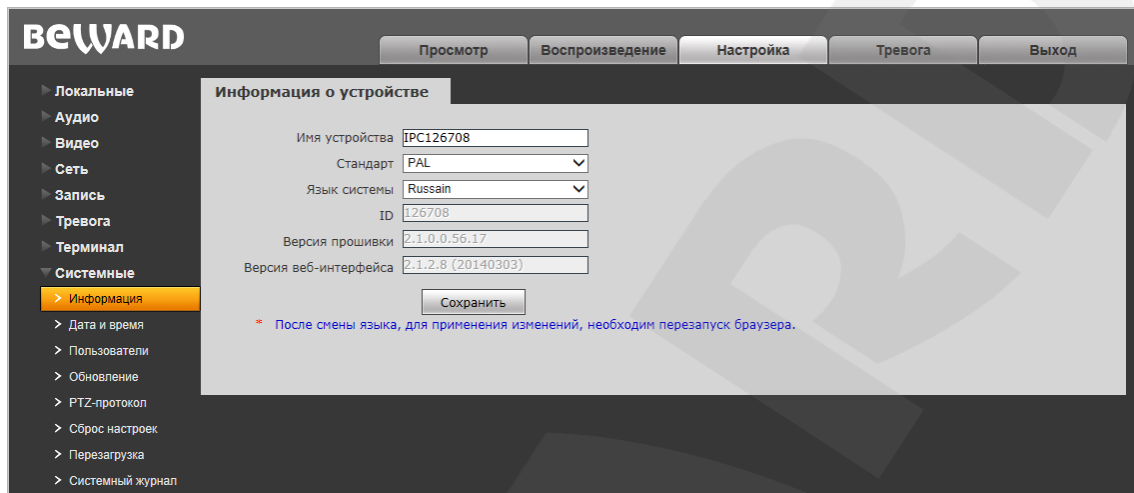 BEWARD
Просмотр
Воспроизведение
Настройка
Тревога
Выход
Локальные
Аудио
Видео
Сеть
Запись
Тревога
Терминал
Системные
Информация
Дата и время
Пользователи
Обновление
PTZ-протокол
Сброс настроек
Перезагрузка
Системный журнал
Информация о устройстве
Имя устройства IPC126708
Стандарт PAL
Язык системы Russain
ID 126708
Версия прошивки 2.1.0.0.56.17
Версия веб-интерфейса 2.1.2.8 (20140303)
Сохранить
* После смены языка, для применения изменений, необходим перезапуск браузера.